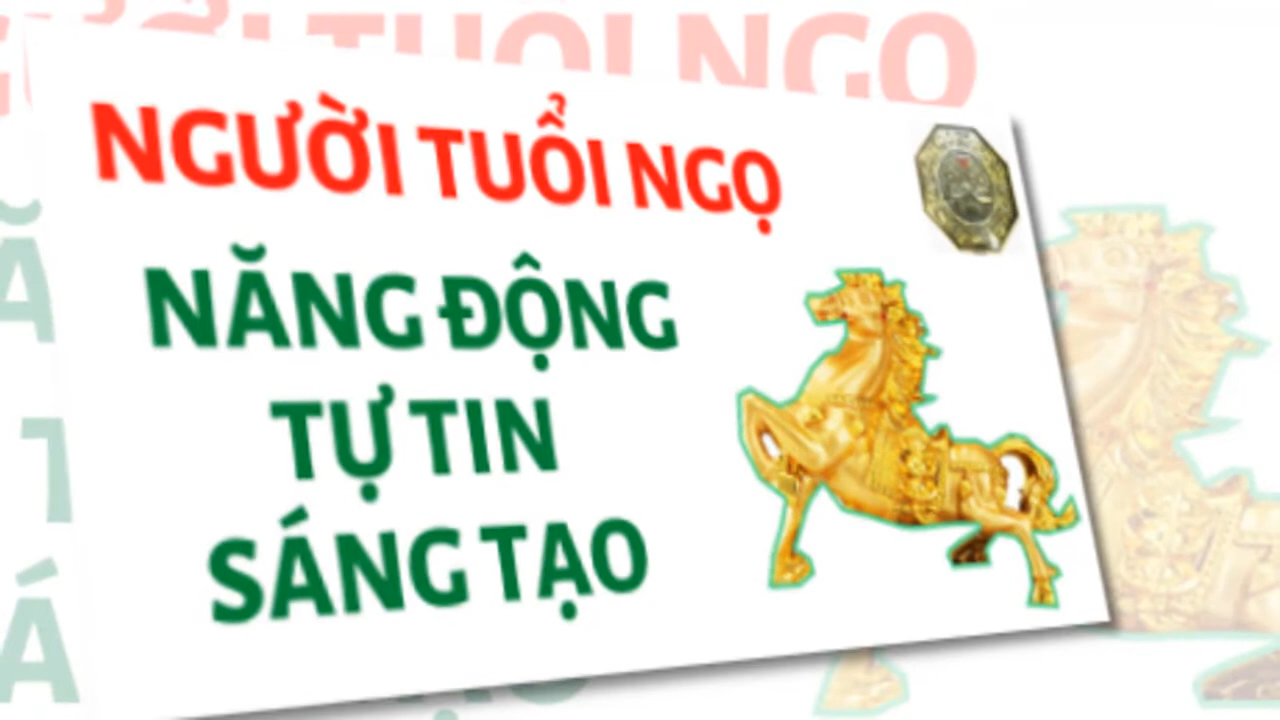 NGƯỜI TUỔI NGỌ
NĂNG ĐỘNG
TỰ TIN
SÁNG TẠO